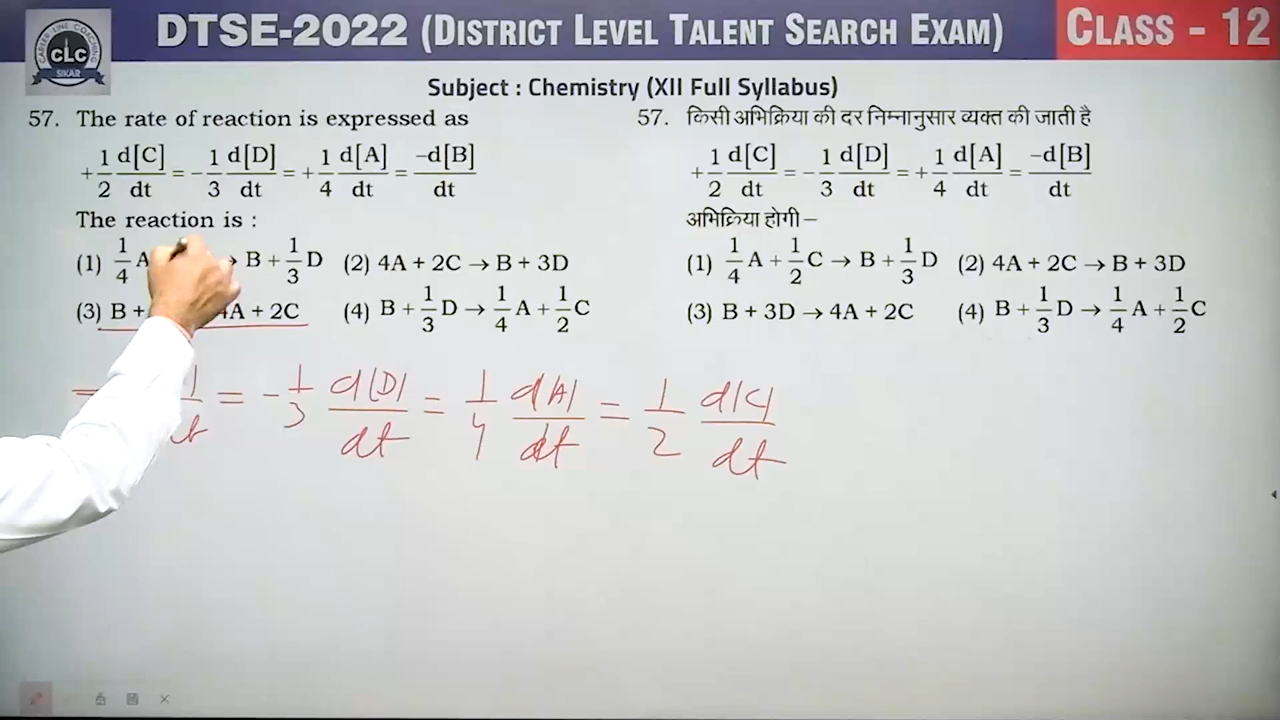 CAREER LINE COACHING
CLC
SIKAR
DTSE-2022 (DISTRICT LEVEL TALENT SEARCH EXAM)
CLASS - 12
Subject : Chemistry (XII Full Syllabus)
57. The rate of reaction is expressed as
+1/2 d[C]/dt = -1/3 d[D]/dt = +1/4 d[A]/dt = -d[B]/dt
The reaction is :
(1) 1/4 A → B + 1/3 D (2) 4A + 2C → B + 3D
(3) B + 4A + 2C (4) B + 1/3 D → 1/4 A + 1/2 C
57. किसी अभिक्रिया की दर निम्नानुसार व्यक्त की जाती है
+1/2 d[C]/dt = -1/3 d[D]/dt = +1/4 d[A]/dt = -d[B]/dt
अभिक्रिया होगी –
(1) 1/4 A + 1/2 C → B + 1/3 D (2) 4A + 2C → B + 3D
(3) B + 3D → 4A + 2C (4) B + 1/3 D → 1/4 A + 1/2 C
= -1/3 d[D]/dt = 1/4 d[A]/dt = 1/2 d[C]/dt